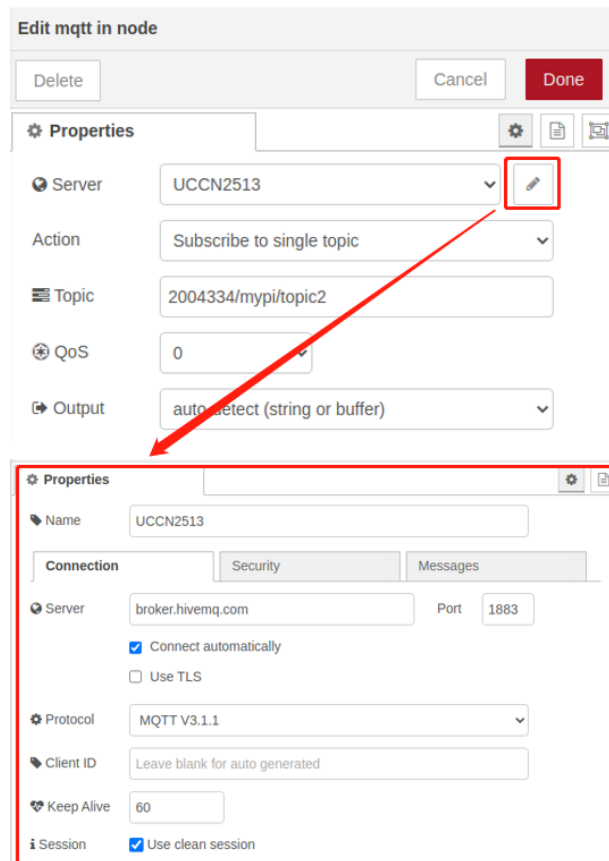 Edit mqtt in node
Delete Cancel Done
Properties
Server UCCN2513
Action Subscribe to single topic
Topic 2004334/mypi/topic2
QoS 0
Output auto detect (string or buffer)
Properties
Name UCCN2513
Connection Security Messages
Server broker.hivemq.com Port 1883
Connect automatically
Use TLS
Protocol MQTT V3.1.1
Client ID Leave blank for auto generated
Keep Alive 60
Session Use clean session